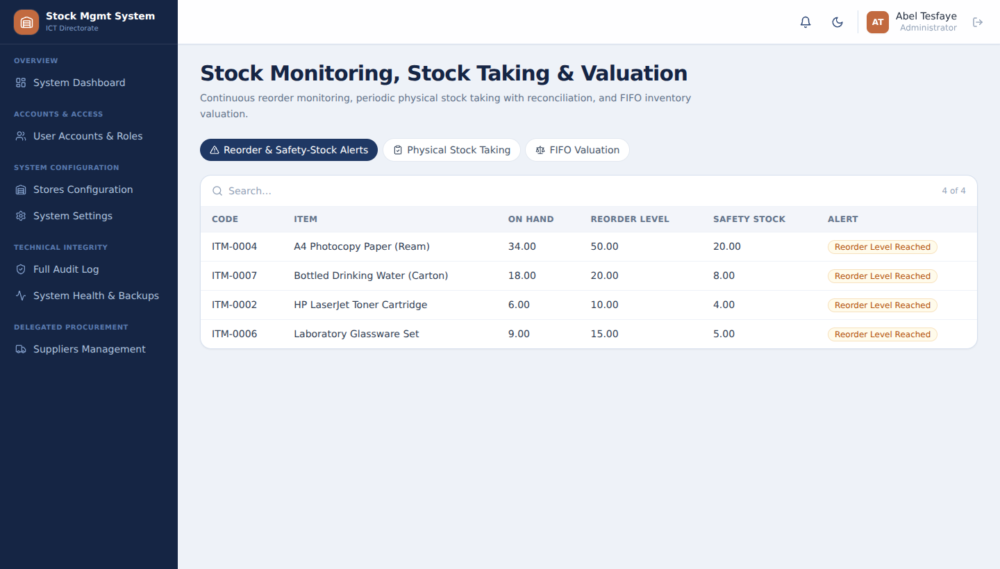 Stock Mgmt System
ICT Directorate
OVERVIEW
System Dashboard
ACCOUNTS & ACCESS
User Accounts & Roles
SYSTEM CONFIGURATION
Stores Configuration
System Settings
TECHNICAL INTEGRITY
Full Audit Log
System Health & Backups
DELEGATED PROCUREMENT
Suppliers Management
AT
Abel Tesfaye
Administrator
Stock Monitoring, Stock Taking & Valuation
Continuous reorder monitoring, periodic physical stock taking with reconciliation, and FIFO inventory
valuation.
Reorder & Safety-Stock Alerts
Physical Stock Taking
FIFO Valuation
Search...
4 of 4
CODE ITEM ON HAND REORDER LEVEL SAFETY STOCK ALERT
ITM-0004 A4 Photocopy Paper (Ream) 34.00 50.00 20.00 Reorder Level Reached
ITM-0007 Bottled Drinking Water (Carton) 18.00 20.00 8.00 Reorder Level Reached
ITM-0002 HP LaserJet Toner Cartridge 6.00 10.00 4.00 Reorder Level Reached
ITM-0006 Laboratory Glassware Set 9.00 15.00 5.00 Reorder Level Reached